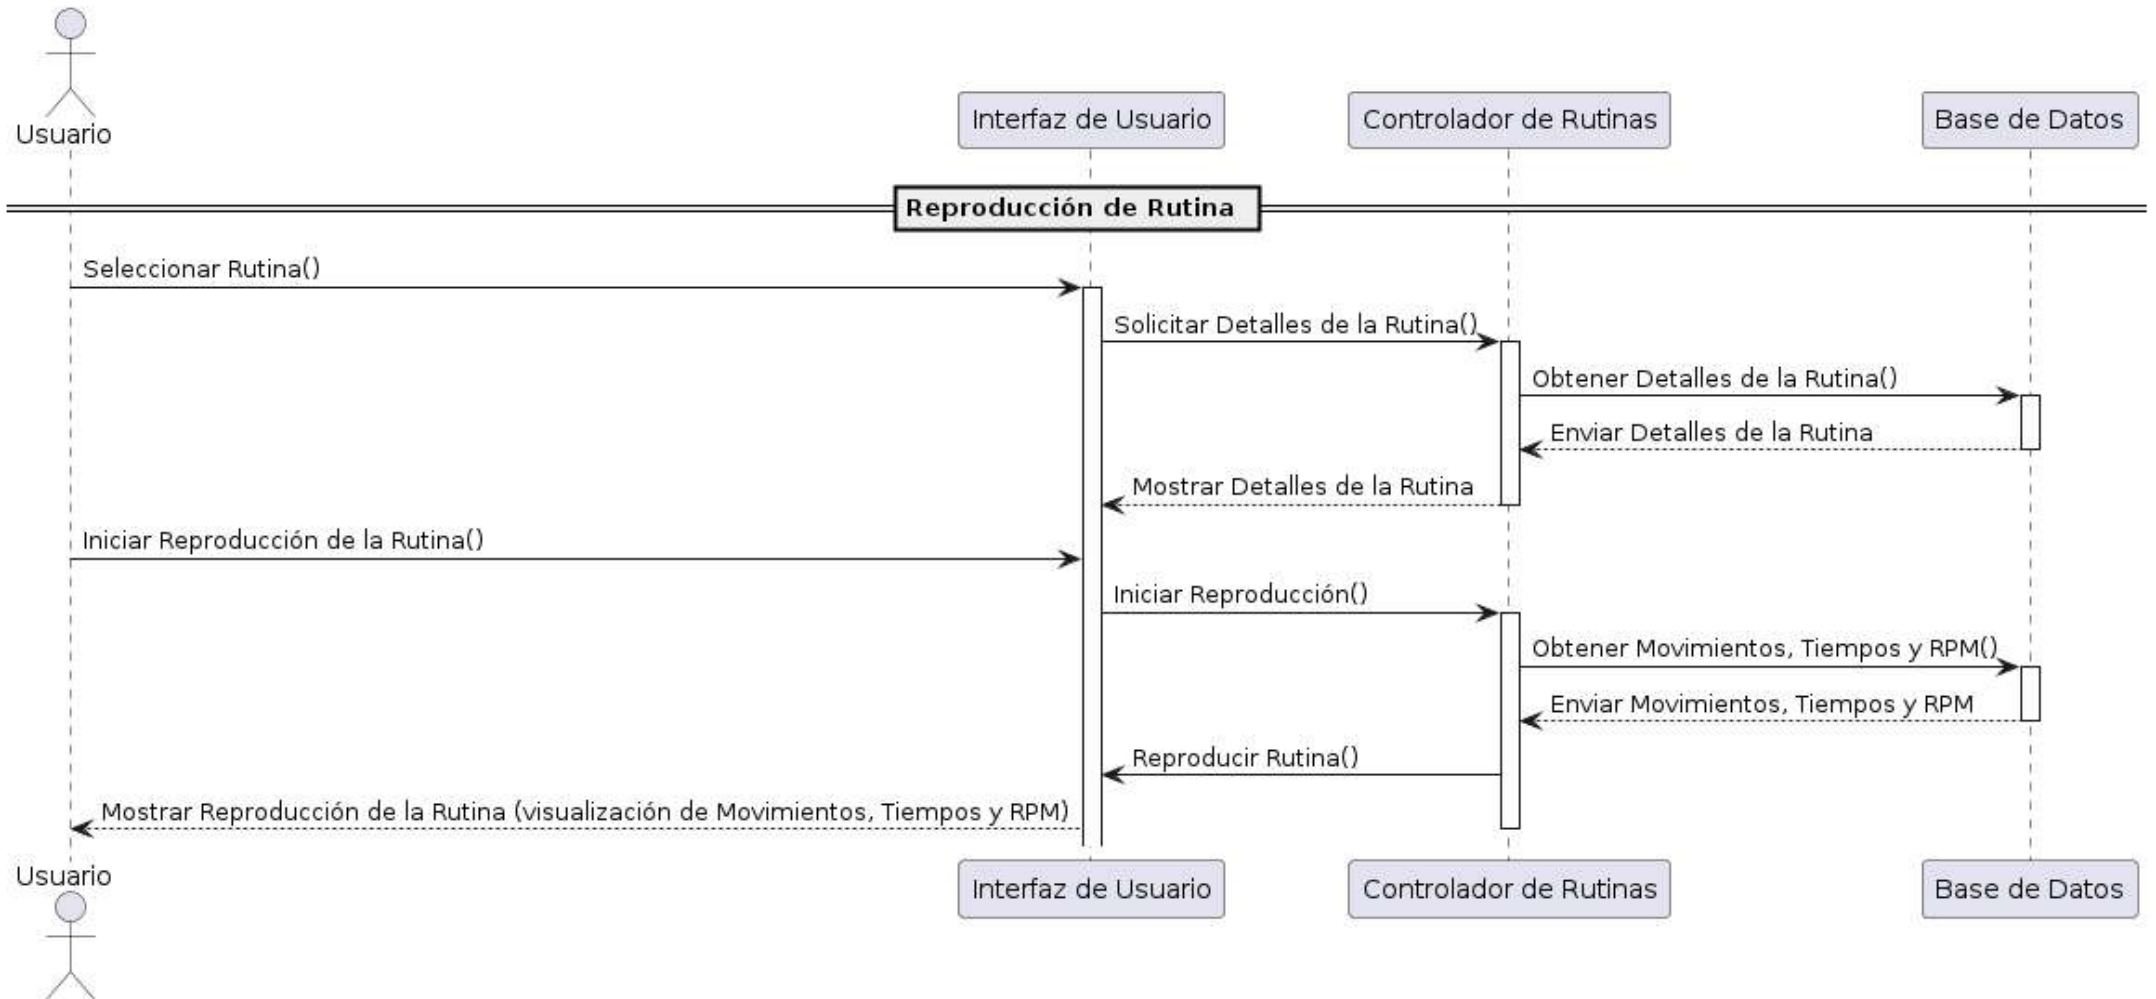 Usuario
Interfaz de Usuario
Controlador de Rutinas
Base de Datos
Reproducción de Rutina
Seleccionar Rutina()
Solicitar Detalles de la Rutina()
Obtener Detalles de la Rutina()
Enviar Detalles de la Rutina
Mostrar Detalles de la Rutina
Iniciar Reproducción de la Rutina()
Iniciar Reproducción()
Obtener Movimientos, Tiempos y RPM()
Enviar Movimientos, Tiempos y RPM
Reproducir Rutina()
Mostrar Reproducción de la Rutina (visualización de Movimientos, Tiempos y RPM)
Usuario
Interfaz de Usuario
Controlador de Rutinas
Base de Datos